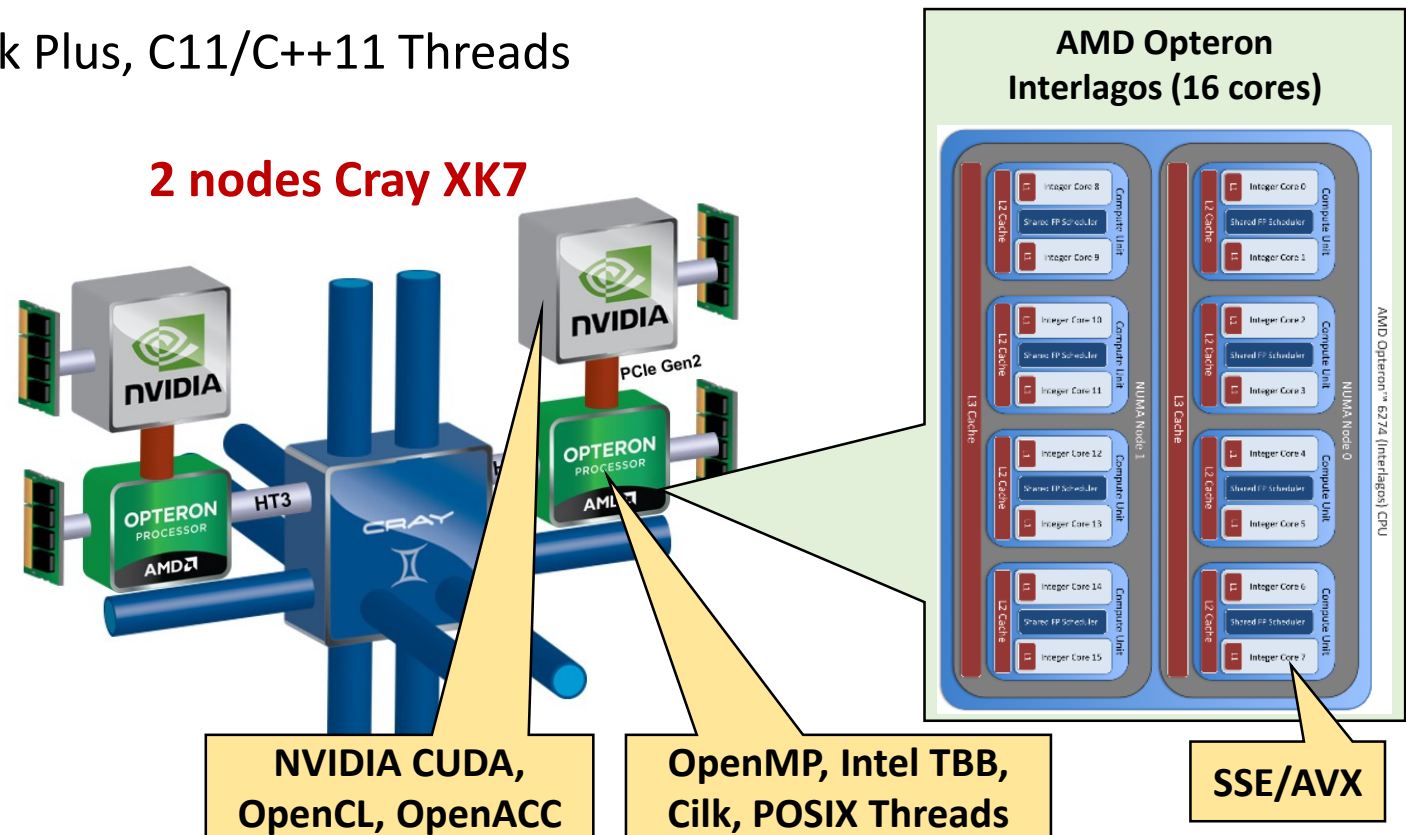 k Plus, C11/C++11 Threads
2 nodes Cray XK7
AMD Opteron
Interlagos (16 cores)
NVIDIA
NVIDIA
PCIe Gen2
OPTERON
PROCESSOR
AMD
HT3
CRAY
OPTERON
PROCESSOR
AMD
L3 Cache
L2 Cache
L1 Integer Core 8
Shared FP Scheduler
L1 Integer Core 9
Compute Unit
L2 Cache
L1 Integer Core 10
Shared FP Scheduler
L1 Integer Core 11
Compute Unit
L2 Cache
L1 Integer Core 12
Shared FP Scheduler
L1 Integer Core 13
Compute Unit
L2 Cache
L1 Integer Core 14
Shared FP Scheduler
L1 Integer Core 15
Compute Unit
NUMA Node 1
L3 Cache
L2 Cache
L1 Integer Core 0
Shared FP Scheduler
L1 Integer Core 1
Compute Unit
L2 Cache
L1 Integer Core 2
Shared FP Scheduler
L1 Integer Core 3
Compute Unit
L2 Cache
L1 Integer Core 4
Shared FP Scheduler
L1 Integer Core 5
Compute Unit
L2 Cache
L1 Integer Core 6
Shared FP Scheduler
L1 Integer Core 7
Compute Unit
NUMA Node 0
AMD Opteron™ 6274 (Interlagos) CPU
NVIDIA CUDA,
OpenCL, OpenACC
OpenMP, Intel TBB,
Cilk, POSIX Threads
SSE/AVX